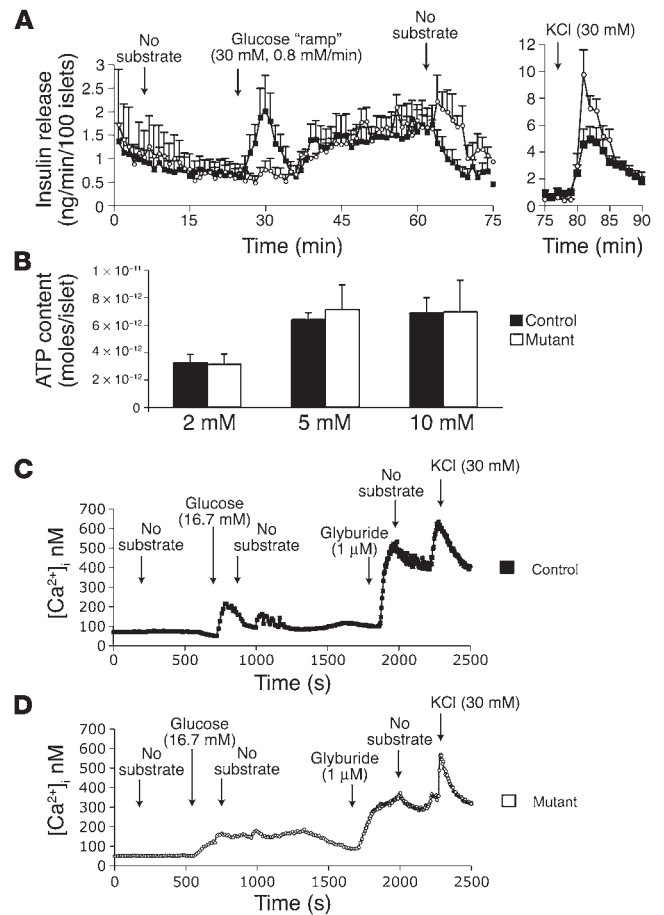 A
No
substrate
Glucose “ramp”
(30 mM, 0.8 mM/min)
No
substrate
KCl (30 mM)
Insulin release
(ng/min/100 islets)
3
2.5
2
1.5
1
0.5
0
0
15
30
45
60
75
Time (min)
12
10
8
6
4
2
0
75
80
85
90
Time (min)
B
ATP content
(moles/islet)
1 × 10⁻¹¹
8 × 10⁻¹²
6 × 10⁻¹²
4 × 10⁻¹²
2 × 10⁻¹²
0
2 mM
5 mM
10 mM
Control
Mutant
C
No
substrate
Glucose
(16.7 mM)
No
substrate
Glyburide
(1 μM)
No
substrate
KCl (30 mM)
[Ca²⁺]i nM
700
600
500
400
300
200
100
0
0
500
1000
1500
2000
2500
Time (s)
Control
D
No
substrate
Glucose
(16.7 mM)
No
substrate
Glyburide
(1 μM)
No
substrate
KCl (30 mM)
[Ca²⁺]i nM
700
600
500
400
300
200
100
0
0
500
1000
1500
2000
2500
Time (s)
Mutant